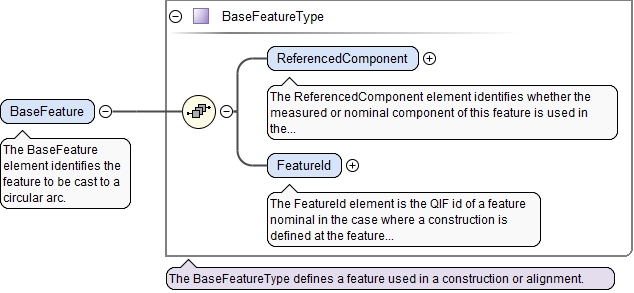 BaseFeatureType
ReferencedComponent
The ReferencedComponent element identifies whether the
measured or nominal component of this feature is used in
the...
BaseFeature
The BaseFeature
element identifies the
feature to be cast to a
circular arc.
FeatureId
The FeatureId element is the QIF id of a feature
nominal in the case where a construction is
defined at the feature...
The BaseFeatureType defines a feature used in a construction or alignment.